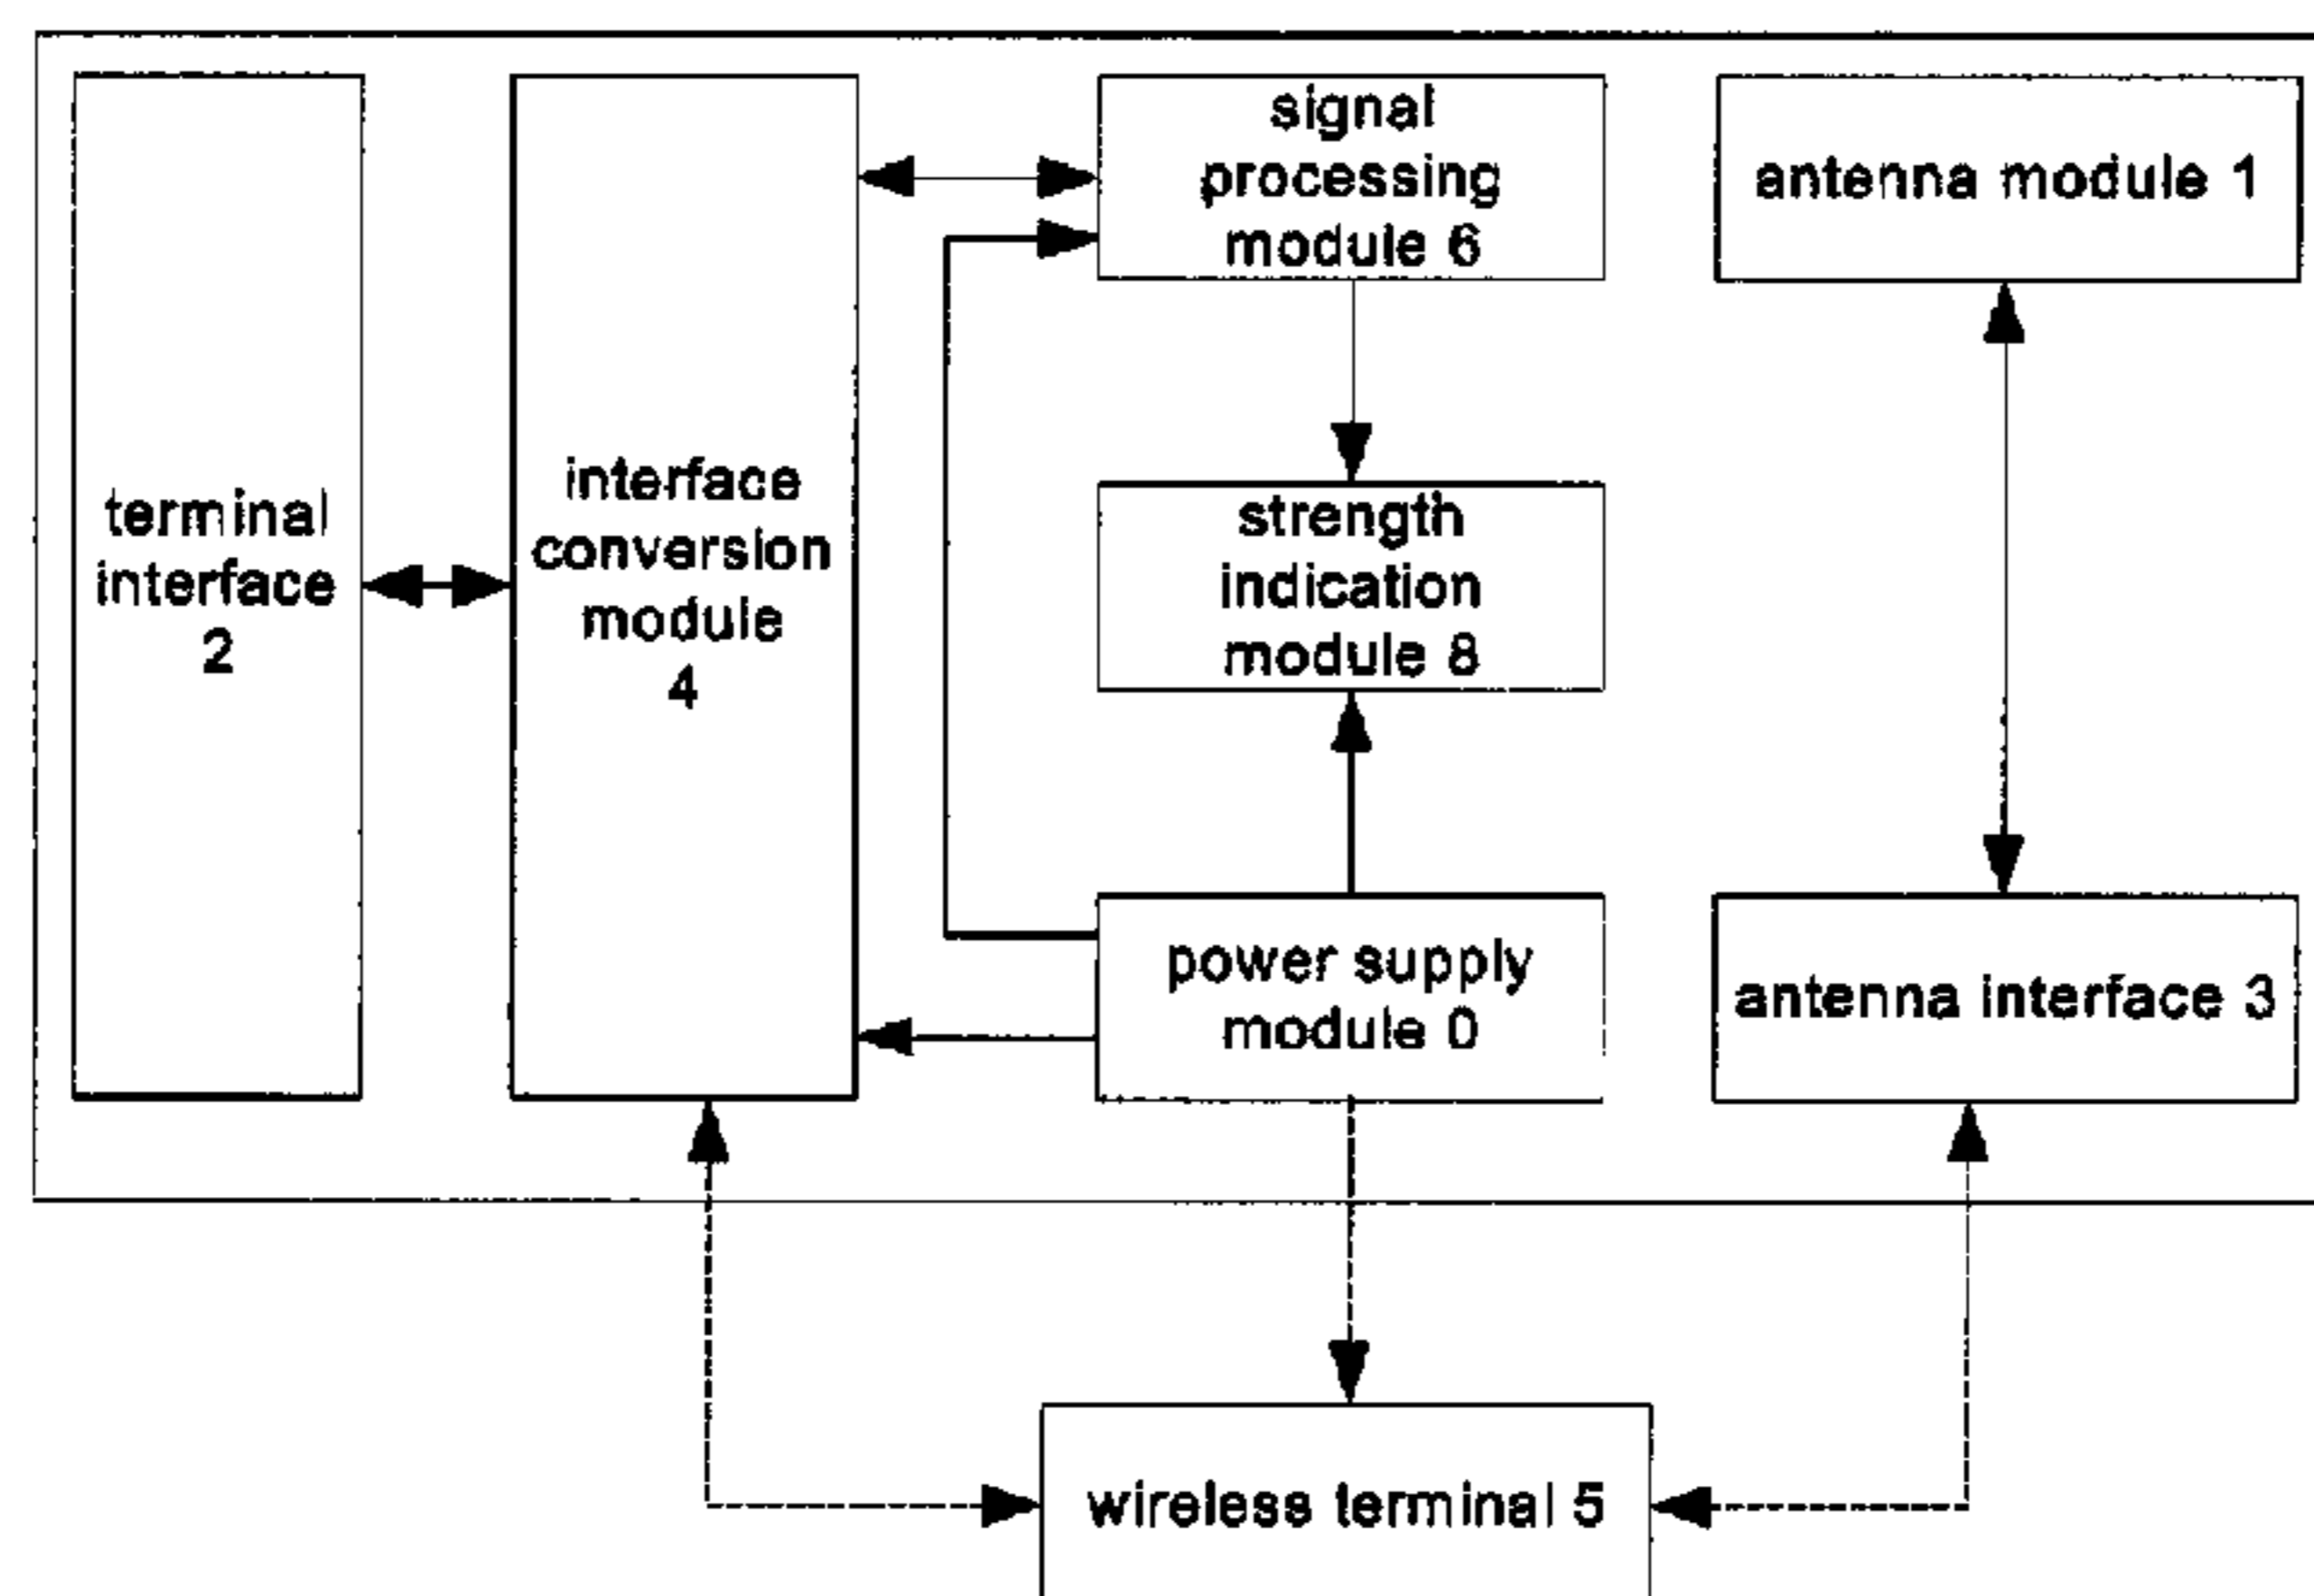 signal
processing
module 6
antenna module 1
terminal
interface
2
interface
conversion
module
4
strength
indication
module 8
power supply
module 0
antenna interface 3
wireless terminal 5